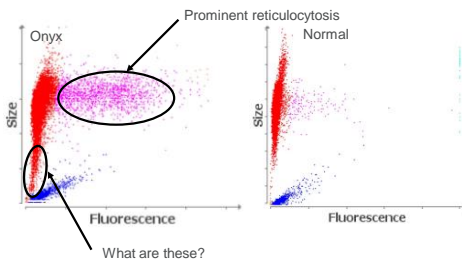 Prominent reticulocytosis
Onyx
Normal
Size
Fluorescence
Size
Fluorescence
What are these?